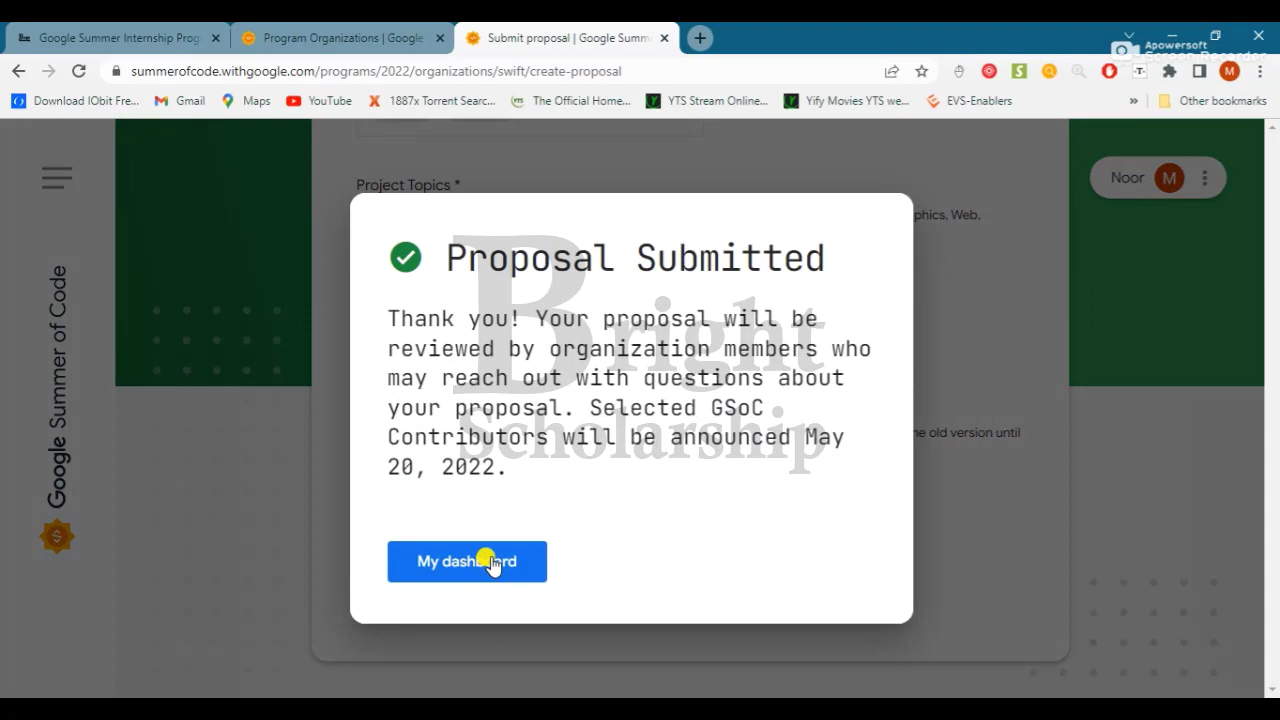 Google Summer Internship Prog
Program Organizations | Google
Submit proposal | Google Summ
Apowersoft
Screen Recorder
summerofcode.withgoogle.com/programs/2022/organizations/swift/create-proposal
M
Download IObit Fre...
Gmail
Maps
YouTube
1887x Torrent Searc...
The Official Home...
YTS Stream Online...
Yify Movies YTS we...
EVS-Enablers
»
Other bookmarks
Project Topics *
Noor
M
phics, Web,
Google Summer of Code
Proposal Submitted
Thank you! Your proposal will be
reviewed by organization members who
may reach out with questions about
your proposal. Selected GSoC
Contributors will be announced May
20, 2022.
Bright
Scholarship
he old version until
My dashboard